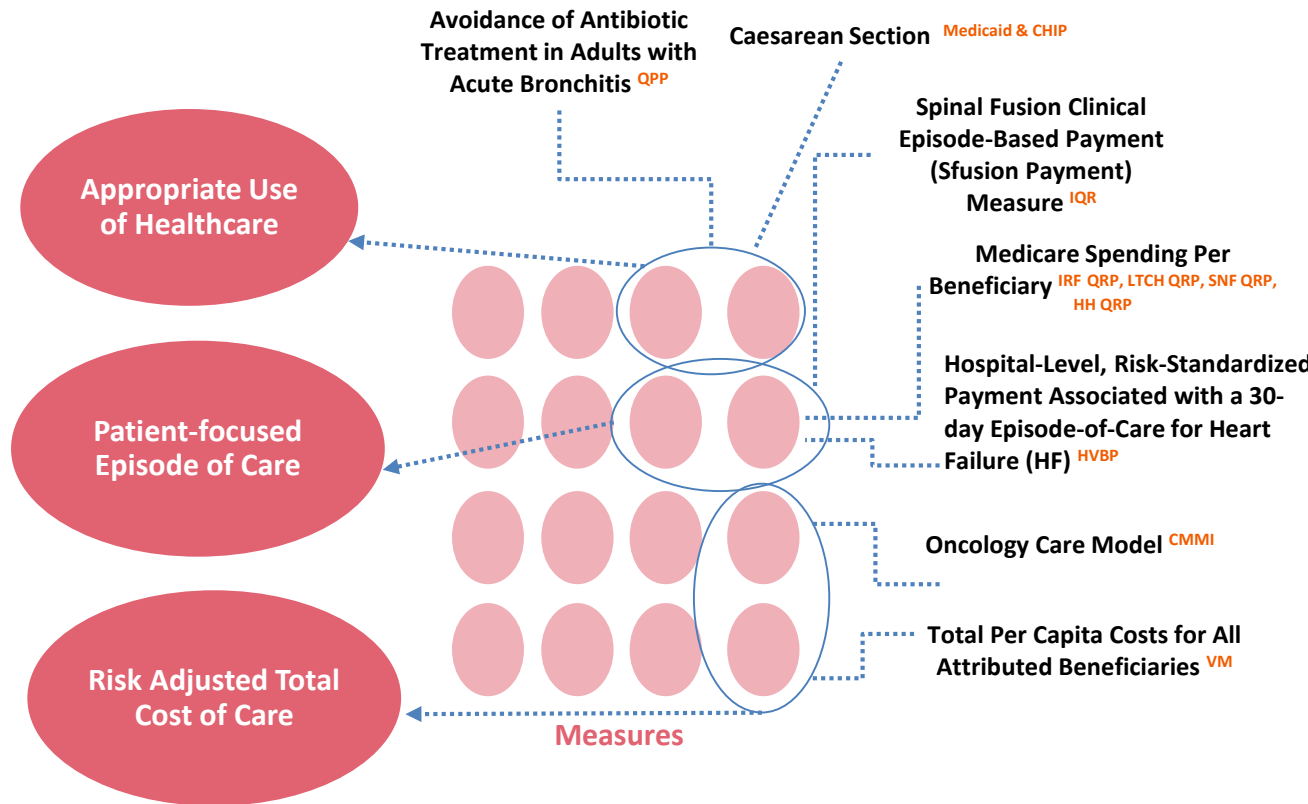 Avoidance of Antibiotic
Treatment in Adults with
Acute Bronchitis QPP
Caesarean Section Medicaid & CHIP
Spinal Fusion Clinical
Episode-Based Payment
(Sfusion Payment)
Measure IQR
Medicare Spending Per
Beneficiary IRF QRP, LTCH QRP, SNF QRP,
HH QRP
Hospital-Level, Risk-Standardized
Payment Associated with a 30-
day Episode-of-Care for Heart
Failure (HF) HVBP
Oncology Care Model CMMI
Total Per Capita Costs for All
Attributed Beneficiaries VM
Appropriate Use
of Healthcare
Patient-focused
Episode of Care
Risk Adjusted Total
Cost of Care
Measures